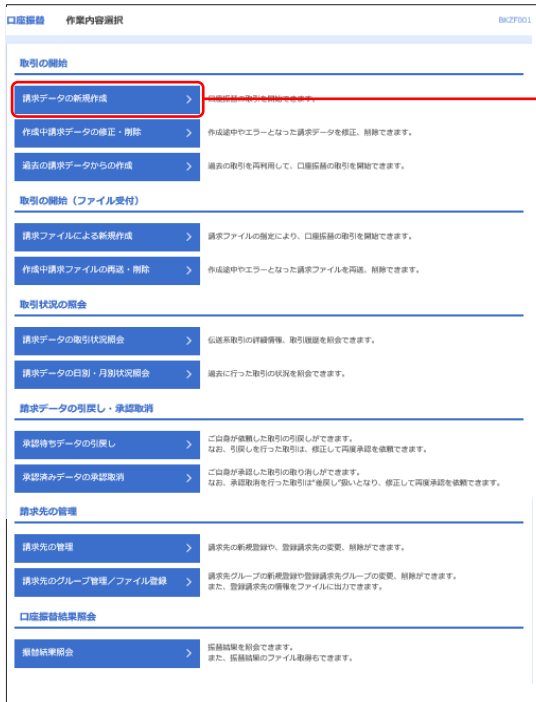 口座振替 作業内容選択 BKZF001
取引の開始
請求データの新規作成 口座振替の取引を開始できます。
作成中請求データの修正・削除 作成途中やエラーとなった請求データを修正、削除できます。
過去の請求データからの作成 過去の取引を再利用して、口座振替の取引を開始できます。
取引の開始（ファイル受付）
請求ファイルによる新規作成 請求ファイルの指定により、口座振替の取引を開始できます。
作成中請求ファイルの再送・削除 作成途中やエラーとなった請求ファイルを再送、削除できます。
取引状況の照会
請求データの取引状況照会 伝送系取引の詳細情報、取引履歴を照会できます。
請求データの日別・月別状況照会 過去に行った取引の状況を照会できます。
請求データの引戻し・承認取消
承認待ちデータの引戻し ご自身が依頼した取引の引戻しができます。
なお、引戻しを行った取引は、修正して再度承認を依頼できます。
承認済みデータの承認取消 ご自身が承認した取引の取り消しができます。
なお、承認取消を行った取引は“差戻し”扱いとなり、修正して再度承認を依頼できます。
請求先の管理
請求先の管理 請求先の新規登録や、登録請求先の変更、削除ができます。
請求先のグループ管理／ファイル登録 請求先グループの新規登録や登録請求先グループの変更、削除ができます。
また、登録請求先の情報をファイルに出力できます。
口座振替結果照会
振替結果照会 振替結果を照会できます。
また、振替結果のファイル取得もできます。